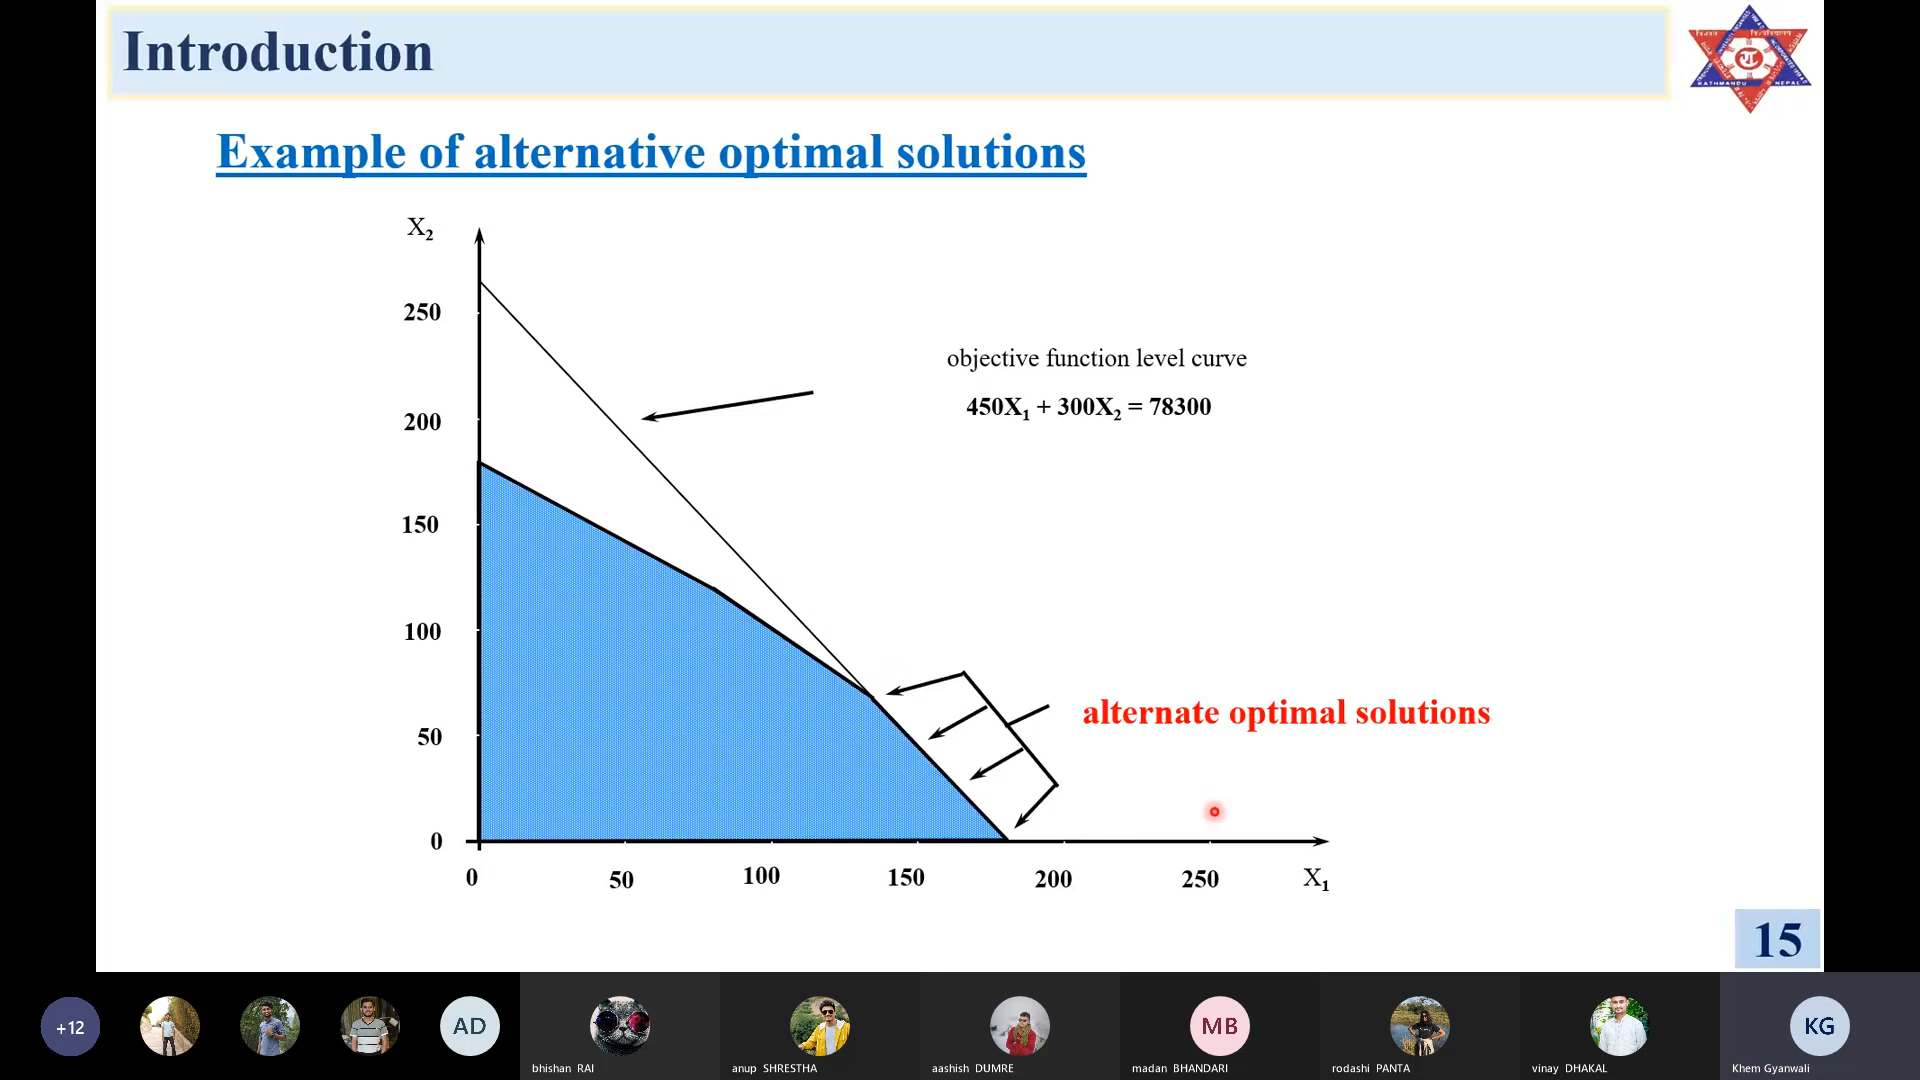 Introduction
KATHMANDU NEPAL
Example of alternative optimal solutions
X₂
250
200
150
100
50
0
objective function level curve
450X₁ + 300X₂ = 78300
alternate optimal solutions
0 50 100 150 200 250 X₁
15
+12
AD
MB
KG
bhishan RAI
anup SHRESTHA
aashish DUMRE
madan BHANDARI
rodashi PANTA
vinay DHAKAL
Khem Gyanwali